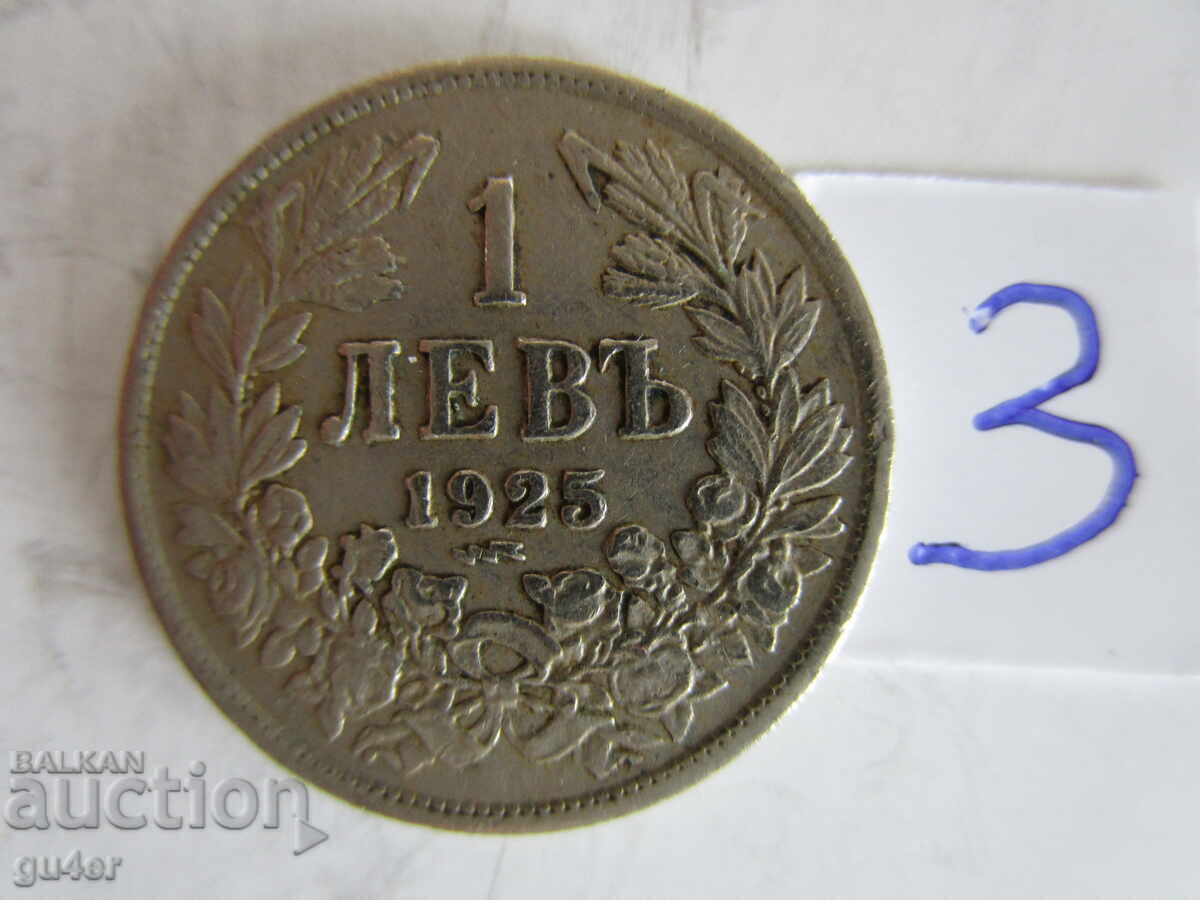 1
ЛЕВЪ
1925
3
BALKAN
auction
gu4er